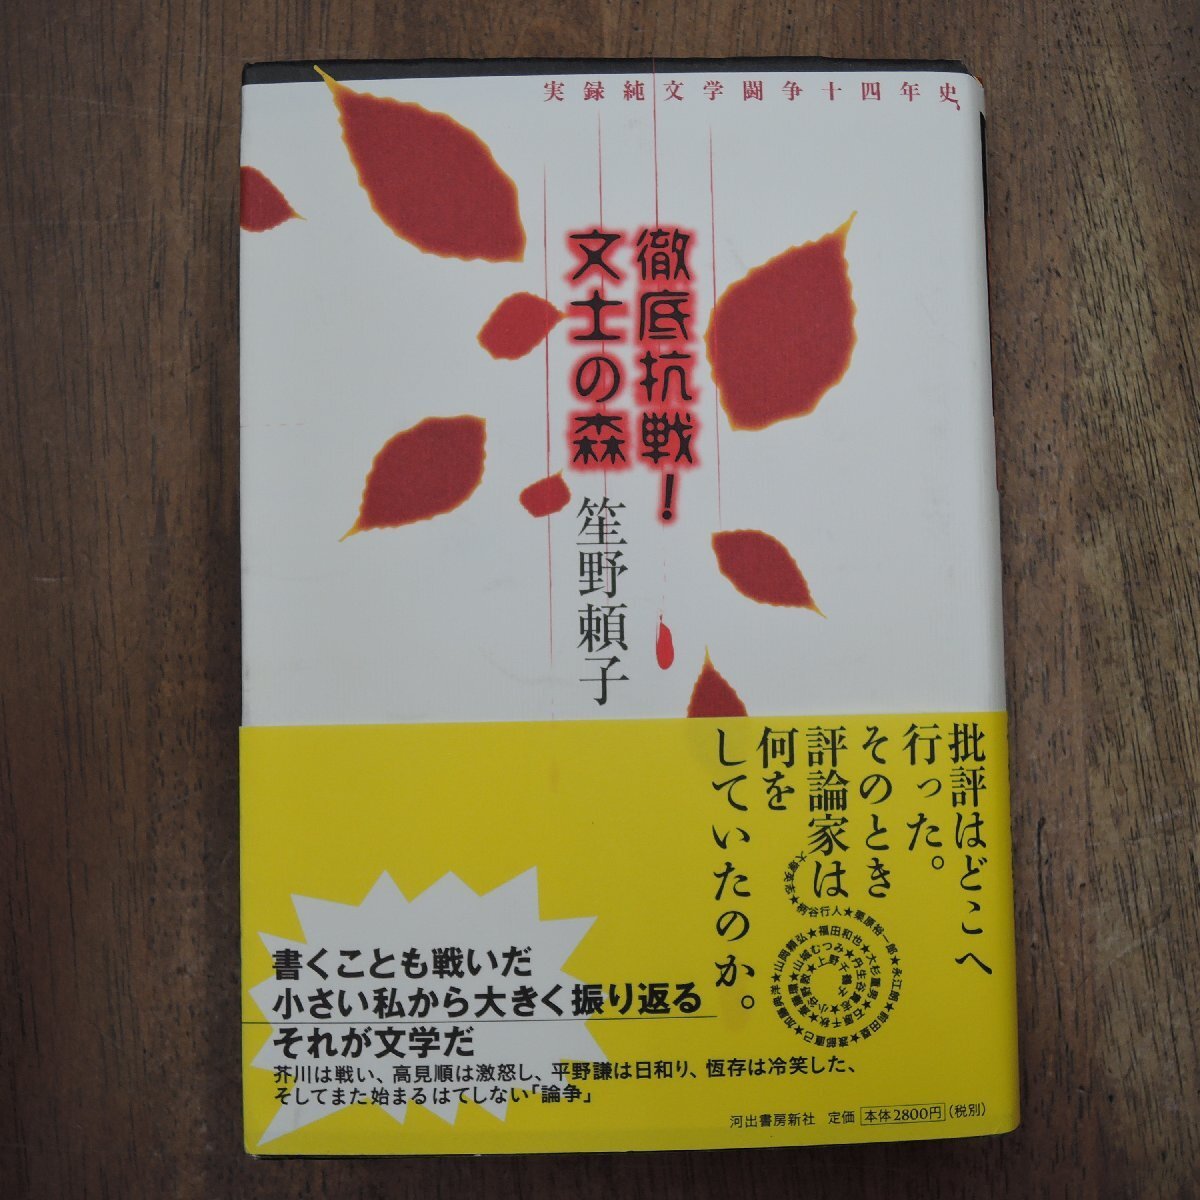 実録純文学闘争十四年史
徹底抗戦！
文士の森
笙野頼子
批評はどこへ
行った。
そのとき
評論家は
何を
していたのか。
書くことも戦いだ
小さい私から大きく振り返る
それが文学だ
芥川は戦い、高見順は激怒し、平野謙は日和り、恆存は冷笑した、
そしてまた始まるはてしない「論争」
河出書房新社 定価 本体2800円(税別)